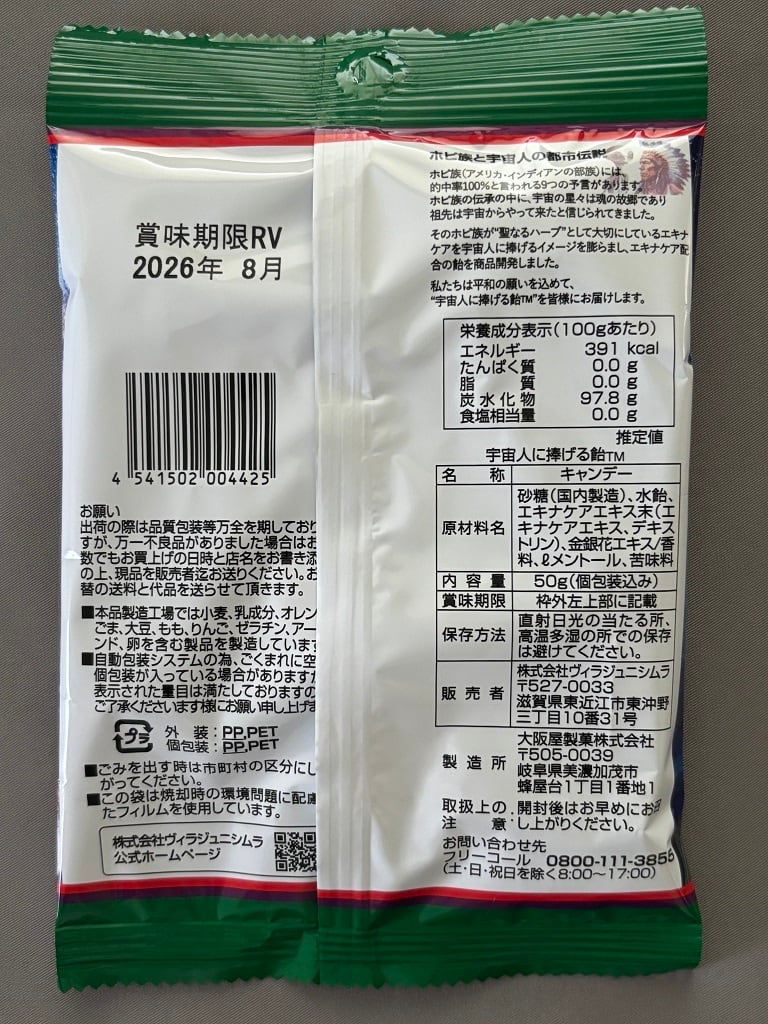 賞味期限RV
2026年 8月
4 541502 004425
お願い
出荷の際は品質包装等万全を期しており
すが、万一不良品がありました場合はお
数でもお買上げの日時と店名をお書き添
の上、現品を販売者迄お送りください。お
替の送料と代品を送らせて頂きます。
■本品製造工場では小麦、乳成分、オレン
ごま、大豆、もも、りんご、ゼラチン、アー
ンド、卵を含む製品を製造しています
■自動包装システムの為、ごくまれに空
個包装が入っている場合がありますが
表示された量目は満たしておりますの
ご了承くださいます様にお願い申し上げま
プラ
外 装：PP,PET
個包装：PP,PET
■ごみを出す時は市町村の区分にし
がってください。
■この袋は焼却時の環境問題に配慮
たフィルムを使用しています。
株式会社ヴィラジュニシムラ
公式ホームページ
ホピ族と宇宙人の都市伝説
ホピ族（アメリカ・インディアンの部族）には、
的中率100％と言われる9つの予言があります。
ホピ族の伝承の中に、宇宙の星々は魂の故郷であり
祖先は宇宙からやって来たと信じられてきました。
そのホピ族が“聖なるハーブ”として大切にしているエキナ
ケアを宇宙人に捧げるイメージを膨らまし、エキナケア配
合の飴を商品開発しました。
私たちは平和の願いを込めて、
“宇宙人に捧げる飴TM”を皆様にお届けします。
栄養成分表示（100gあたり）
エネルギー 391 kcal
たんぱく質 0.0 g
脂 質 0.0 g
炭水化物 97.8 g
食塩相当量 0.0 g
推定値
宇宙人に捧げる飴TM
名 称 キャンデー
原材料名 砂糖（国内製造）、水飴、
エキナケアエキス末（エ
キナケアエキス、デキス
トリン）、金銀花エキス/香
料、ℓメントール、苦味料
内容量 50g（個包装込み）
賞味期限 枠外左上部に記載
保存方法 直射日光の当たる所、
高温多湿の所での保存
は避けてください。
販売者 株式会社ヴィラジュニシムラ
〒527-0033
滋賀県東近江市東沖野
三丁目10番31号
製造所 大阪屋製菓株式会社
〒505-0039
岐阜県美濃加茂市
蜂屋台1丁目1番地1
取扱上の注意：開封後はお早めにお召
し上がりください。
お問い合わせ先
フリーコール 0800-111-3855
（土・日・祝日を除く8:00〜17:00）